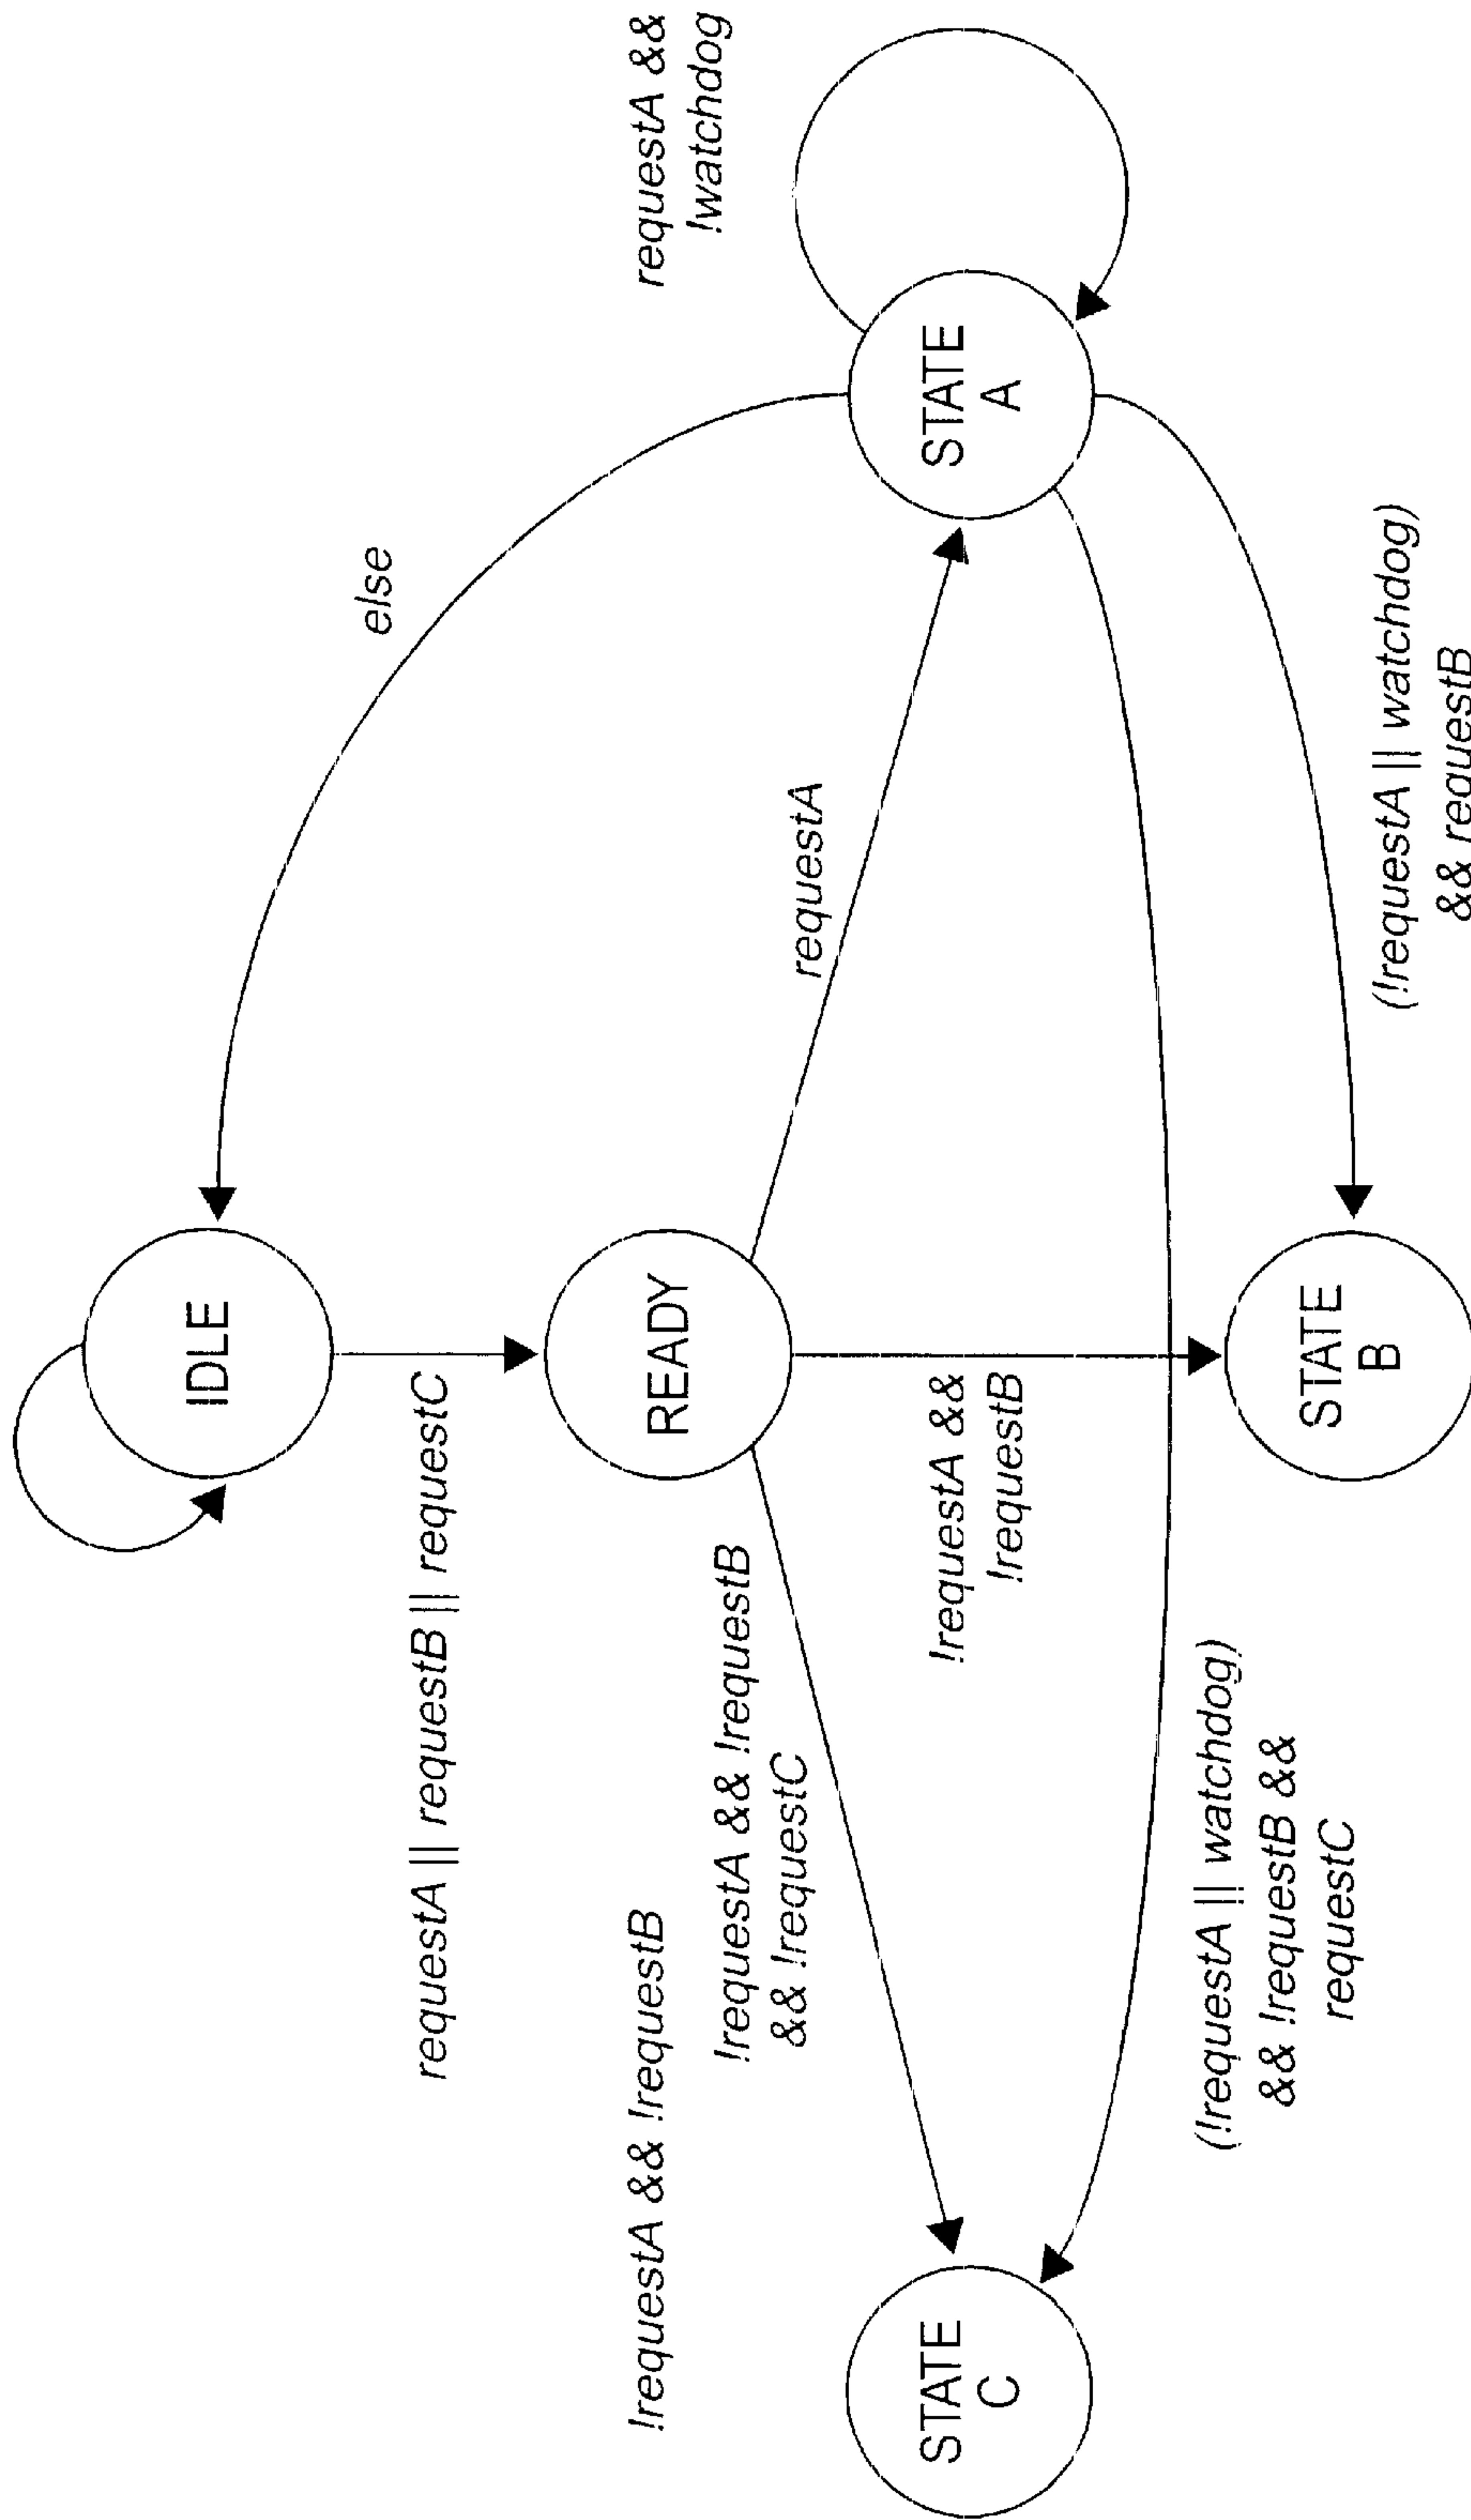 IDLE
else
requestA || requestB || requestC
!requestA && !requestB
READY
requestA &&
!watchdog
!requestA && !requestB
&& !requestC
requestA
STATE
C
!requestA &&
!requestB
STATE
A
(!requestA || watchdog)
&& !requestB &&
requestC
STATE
B
(!requestA || watchdog)
&& requestB